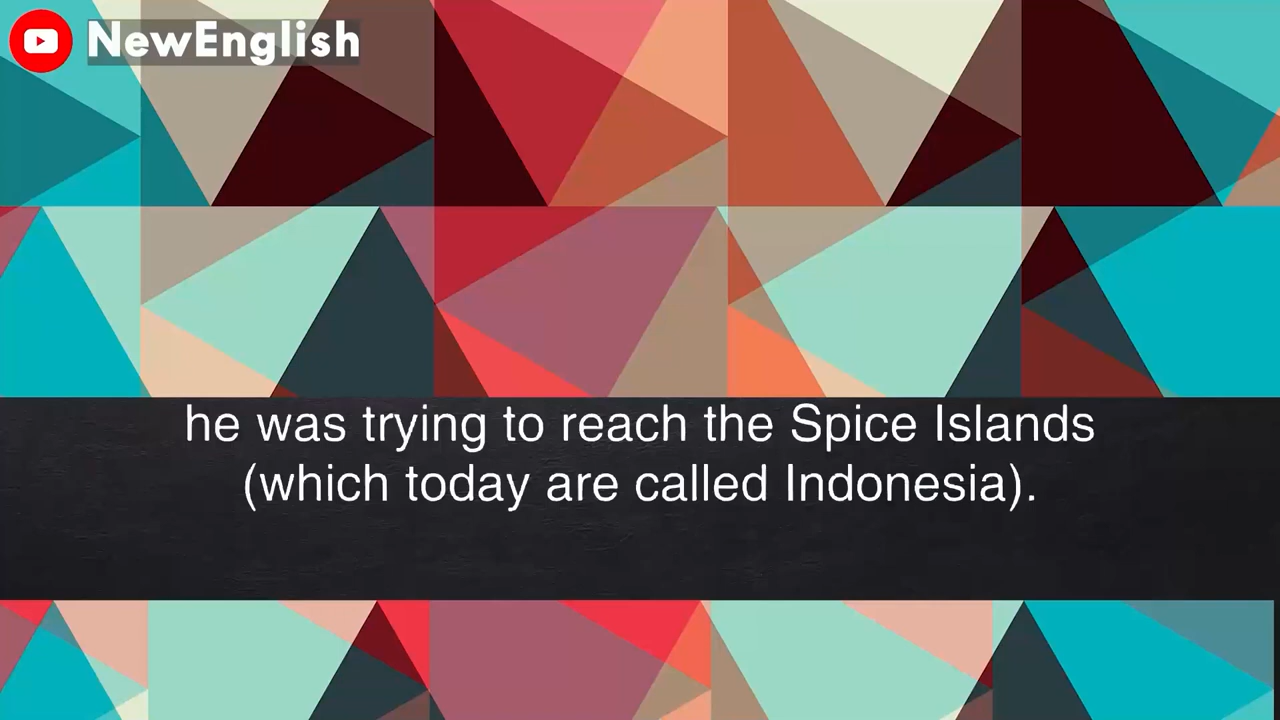 NewEnglish
he was trying to reach the Spice Islands
(which today are called Indonesia).